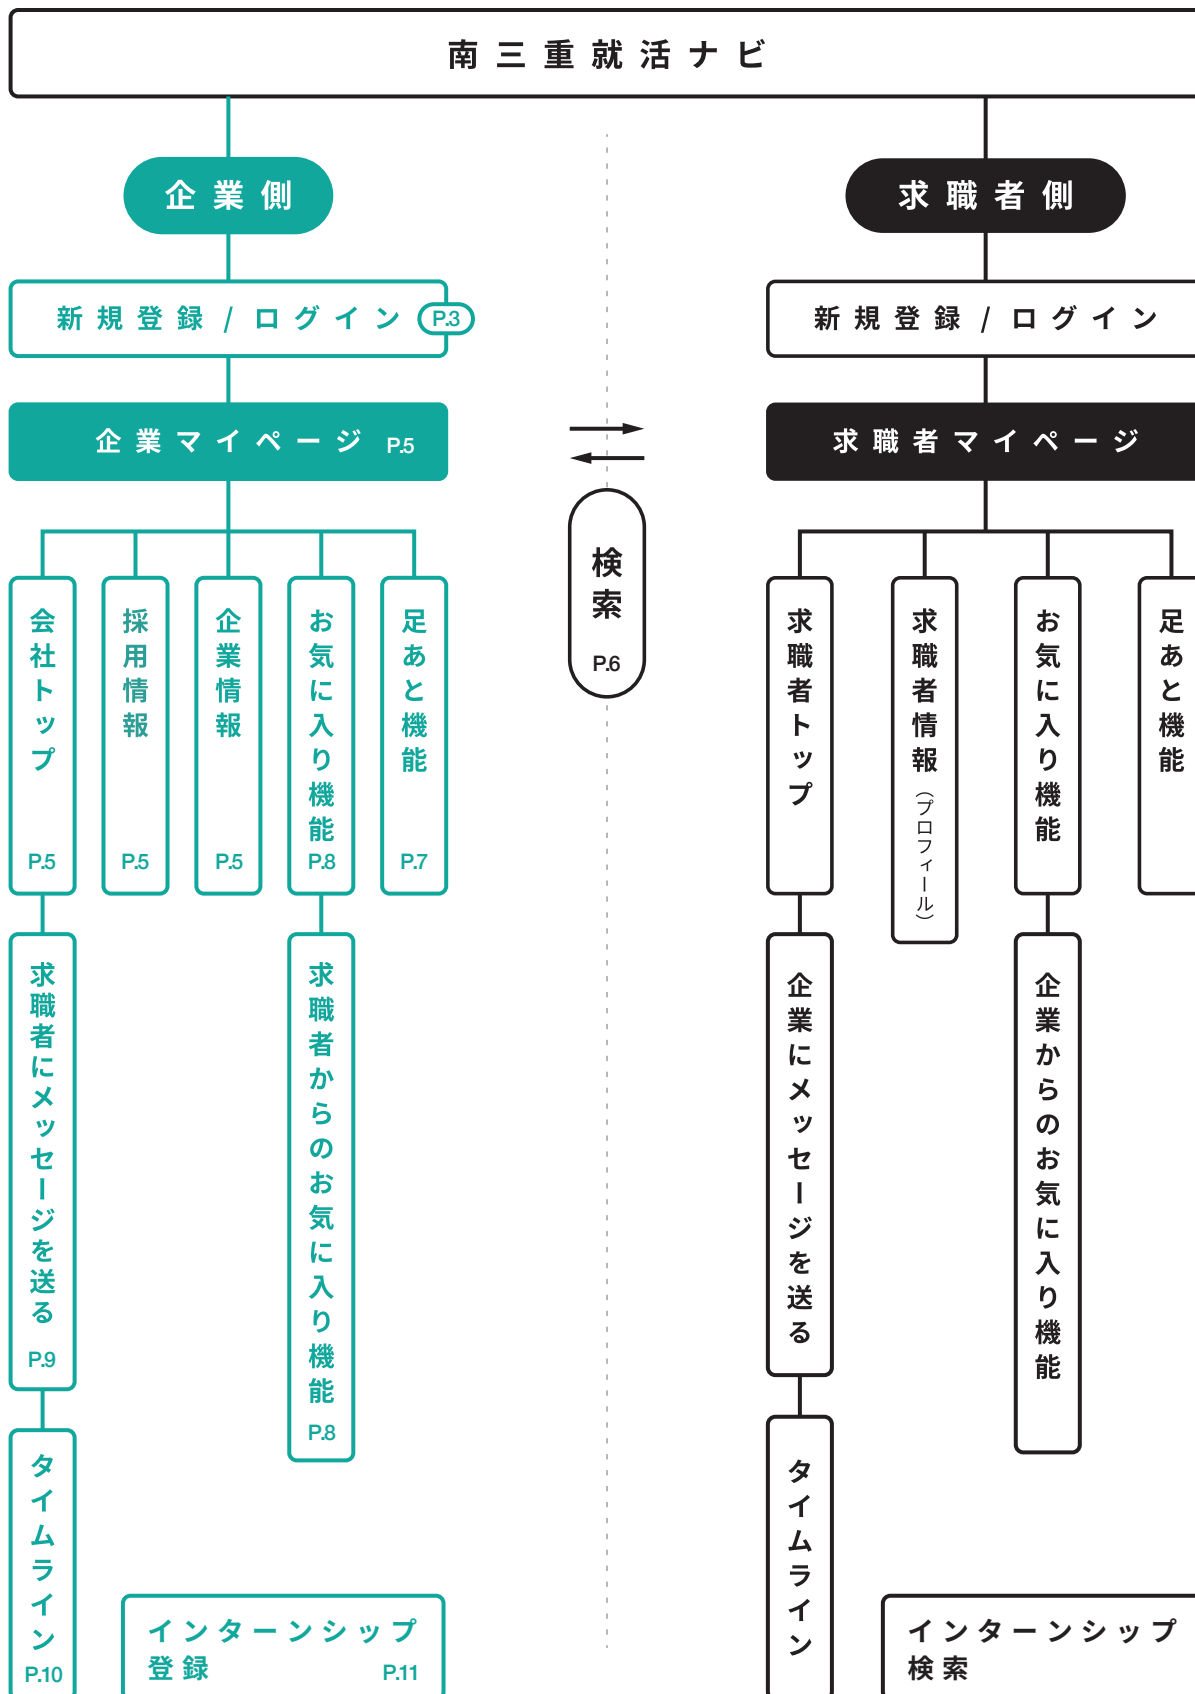 南三重就活ナビ
企業側
新規登録/ログイン P.3
企業マイページ P.5
会社トップ P.5
採用情報 P.5
企業情報 P.5
お気に入り機能 P.8
足あと機能 P.7
求職者にメッセージを送る P.9
求職者からのお気に入り機能 P.8
タイムライン P.10
インターンシップ
登録 P.11
検索 P.6
求職者側
新規登録/ログイン
求職者マイページ
求職者トップ
求職者情報（プロフィール）
お気に入り機能
足あと機能
企業にメッセージを送る
企業からのお気に入り機能
タイムライン
インターンシップ
検索